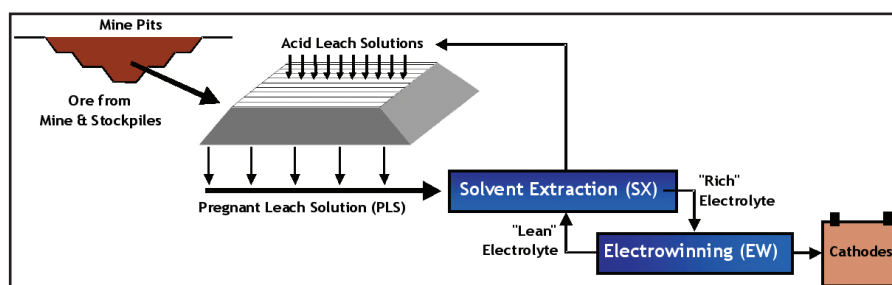 Mine Pits
Acid Leach Solutions
Ore from
Mine & Stockpiles
Pregnant Leach Solution (PLS)
Solvent Extraction (SX)
"Rich"
Electrolyte
"Lean"
Electrolyte
Electrowinning (EW)
Cathodes